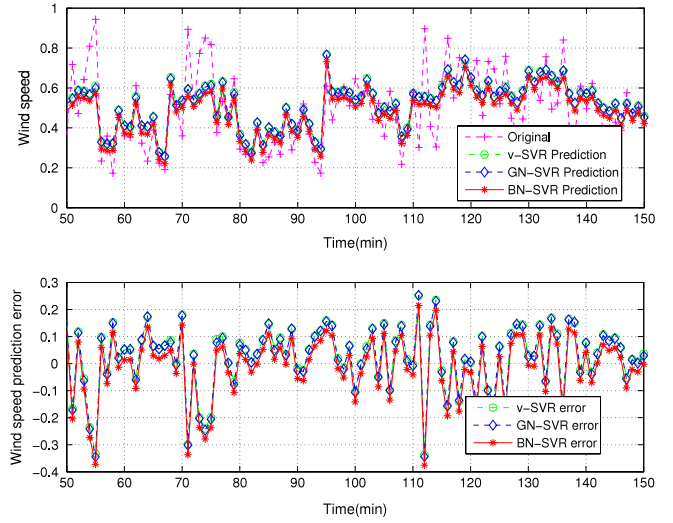 1
0.8
0.6
0.4
0.2
0
Wind speed
50 60 70 80 90 100 110 120 130 140 150
Time(min)
Original
v-SVR Prediction
GN-SVR Prediction
BN-SVR Prediction
0.3
0.2
0.1
0
-0.1
-0.2
-0.3
-0.4
Wind speed prediction error
50 60 70 80 90 100 110 120 130 140 150
Time(min)
v-SVR error
GN-SVR error
BN-SVR error